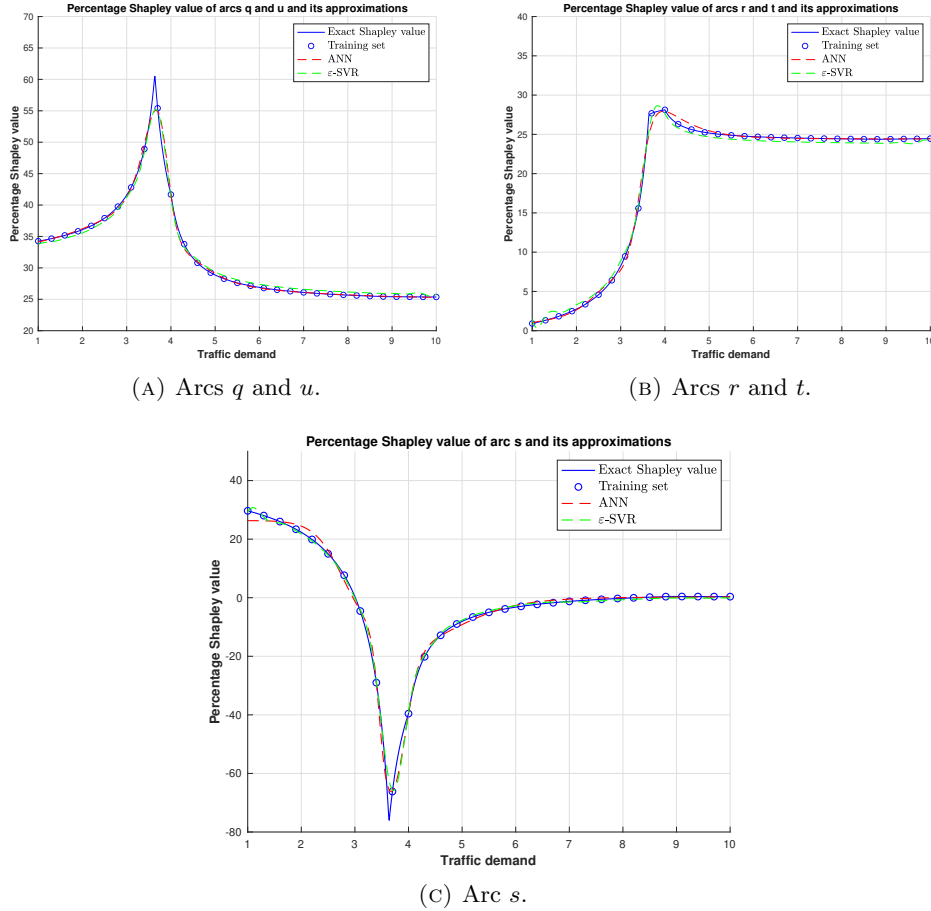 Percentage Shapley value of arcs q and u and its approximations
70
65
60
55
50
45
40
35
30
25
20
Percentage Shapley value
Exact Shapley value
Training set
ANN
ε-SVR
1 2 3 4 5 6 7 8 9 10
Traffic demand
(A) Arcs q and u.
Percentage Shapley value of arcs r and t and its approximations
40
35
30
25
20
15
10
5
0
Percentage Shapley value
Exact Shapley value
Training set
ANN
ε-SVR
1 2 3 4 5 6 7 8 9 10
Traffic demand
(B) Arcs r and t.
Percentage Shapley value of arc s and its approximations
40
20
0
-20
-40
-60
-80
Percentage Shapley value
Exact Shapley value
Training set
ANN
ε-SVR
1 2 3 4 5 6 7 8 9 10
Traffic demand
(C) Arc s.